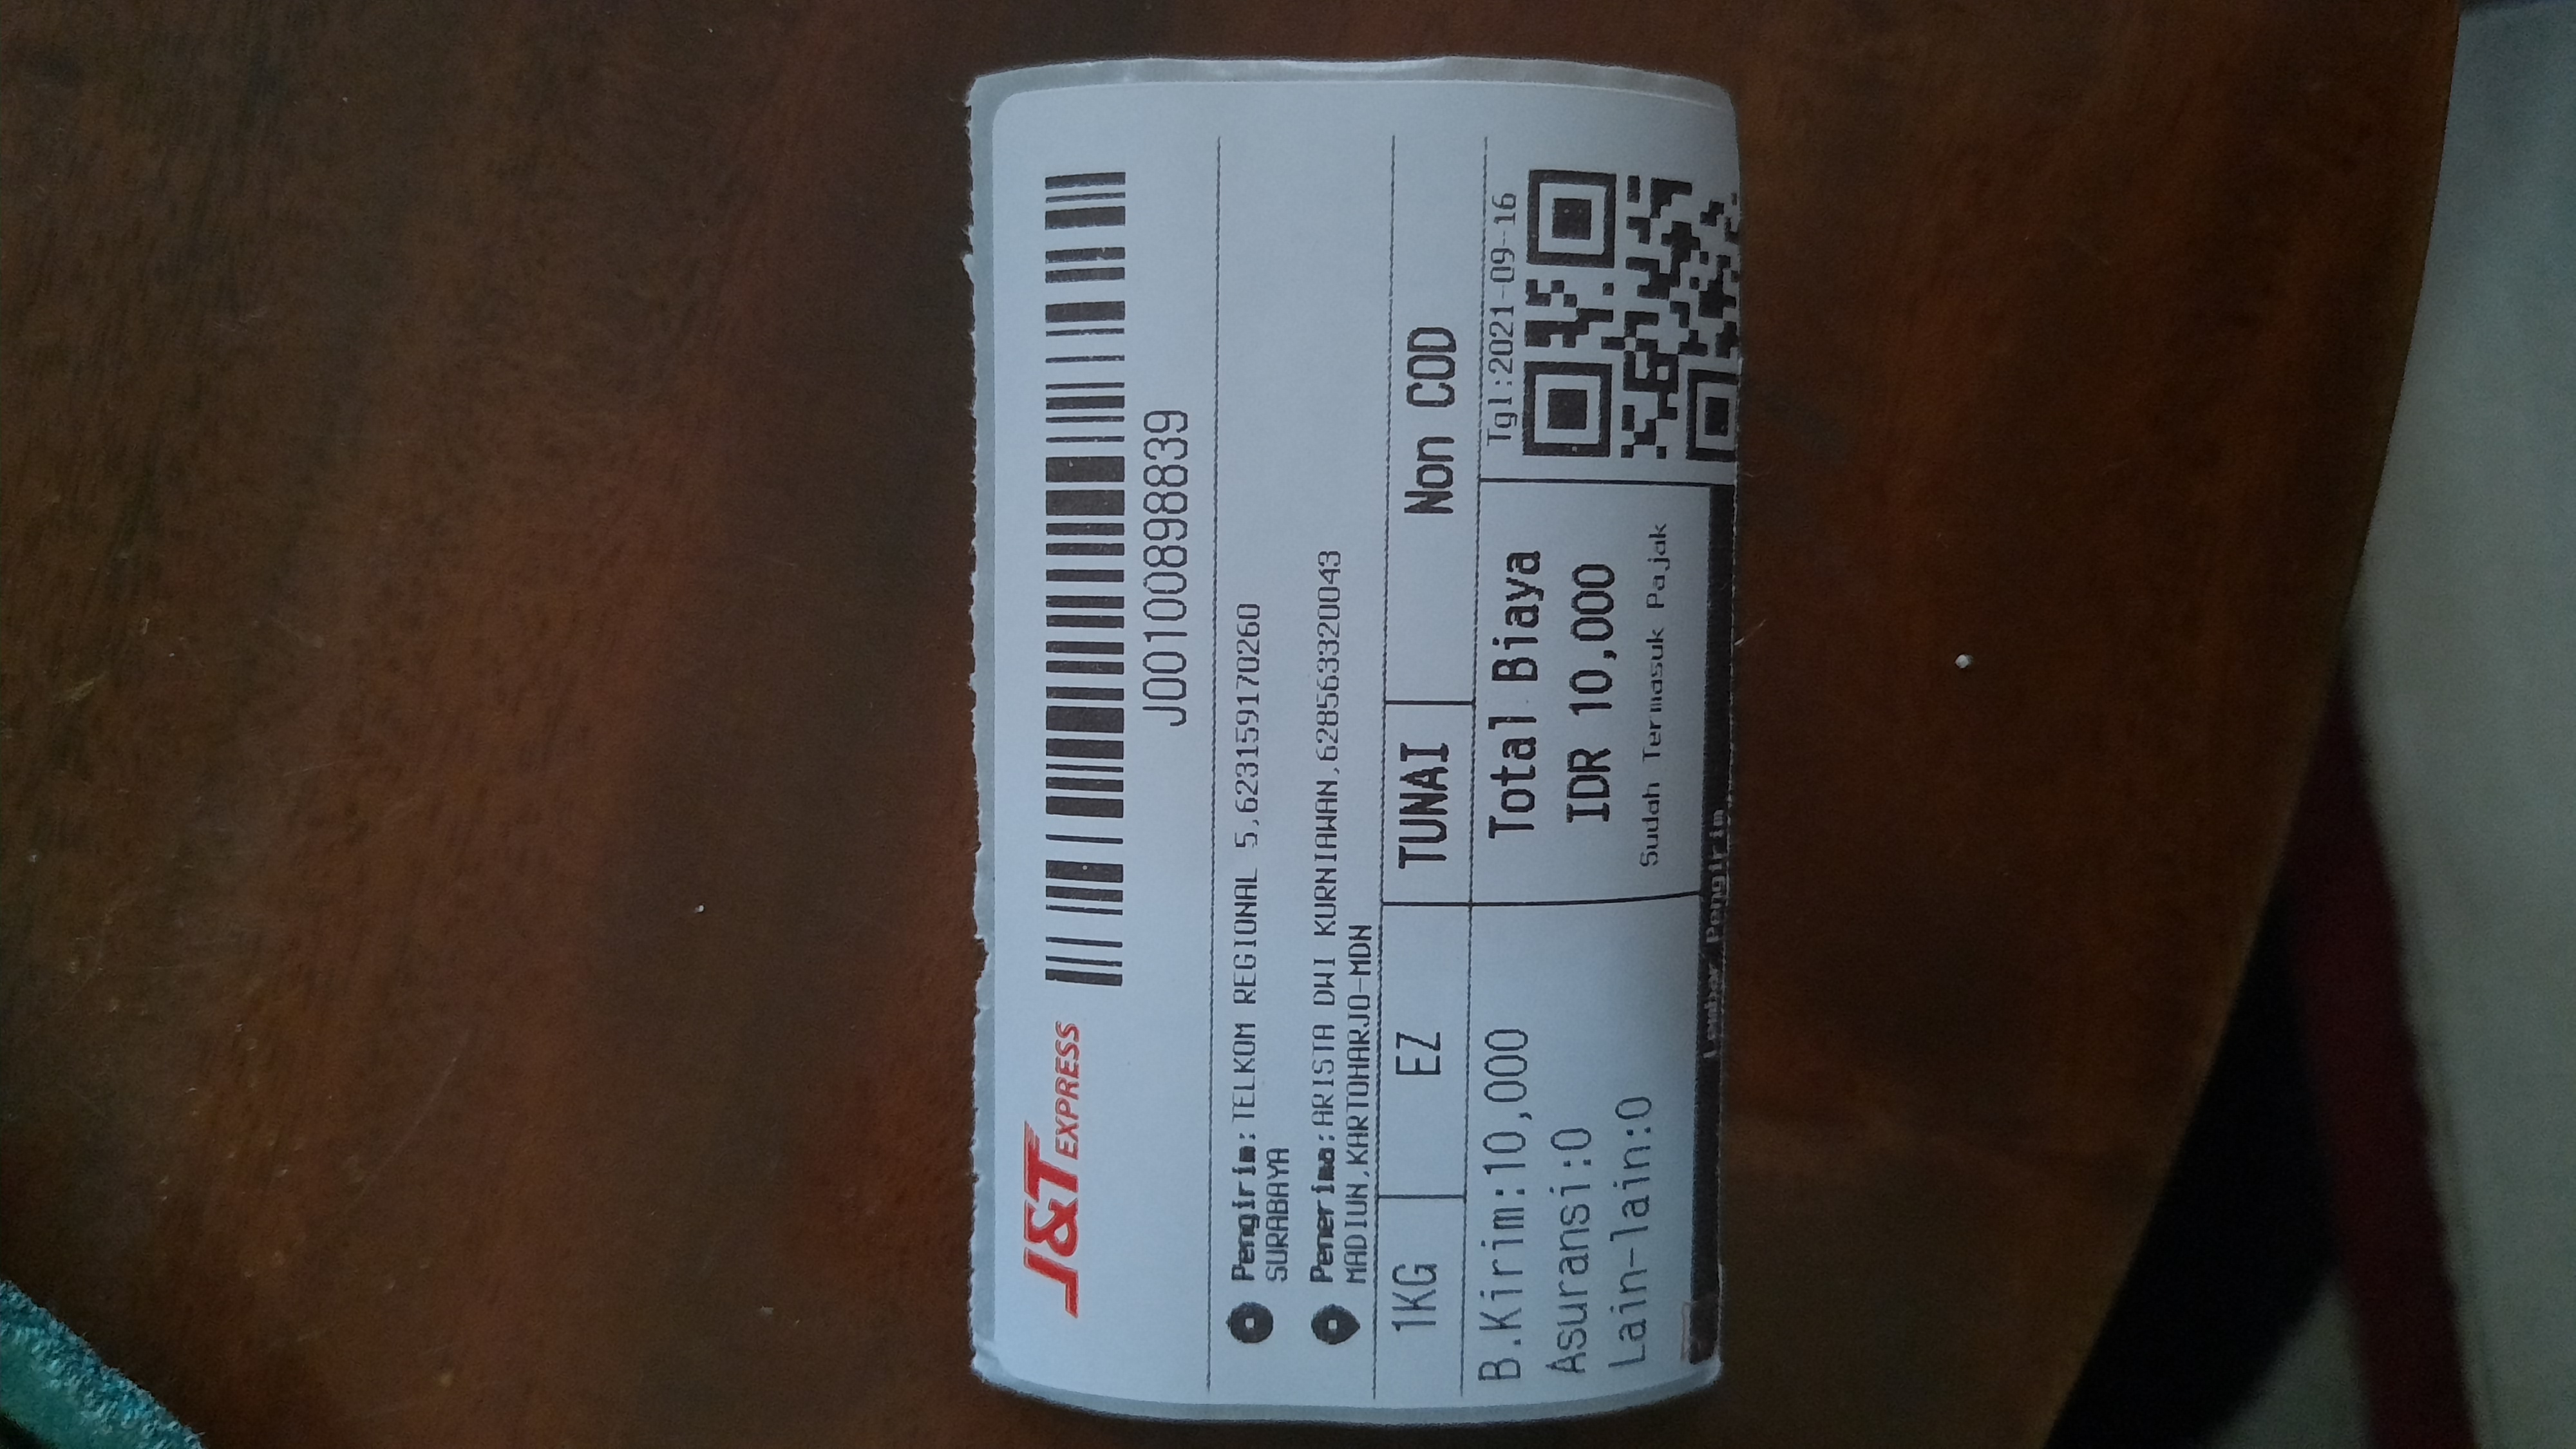 J&T EXPRESS
J00100898839
Pengirim:TELKOM REGIONAL 5,623159170260
SURABAYA
Penerima:ARISTA DWI KURNIAWAN,628563320043
MADIUN,KARTOHARJO-MDN
1KG EZ TUNAI Non COD
B.Kirim:10,000
Asuransi:0
Lain-lain:0
Total Biaya
IDR 10,000
Sudah Termasuk Pajak
Tgl:2021-09-16
Lembar Pengirim